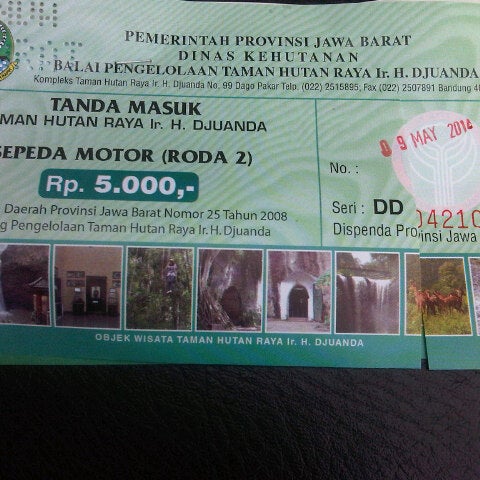 PEMERINTAH PROVINSI JAWA BARAT
DINAS KEHUTANAN
BALAI PENGELOLAAN TAMAN HUTAN RAYA Ir. H. DJUANDA
Kompleks Taman Hutan Raya Ir. H. Djuanda No. 99 Dago Pakar Telp. (022) 2515895; Fax (022) 2507891 Bandung 40
TANDA MASUK
AMAN HUTAN RAYA Ir. H. DJUANDA
SEPEDA MOTOR (RODA 2)
Rp. 5.000,-
Daerah Provinsi Jawa Barat Nomor 25 Tahun 2008
g Pengelolaan Taman Hutan Raya Ir. H. Djuanda
No. :
09 MAY 2014
Seri : DD
04210
Dispenda Provinsi Jawa
OBJEK WISATA TAMAN HUTAN RAYA Ir. H. DJUANDA